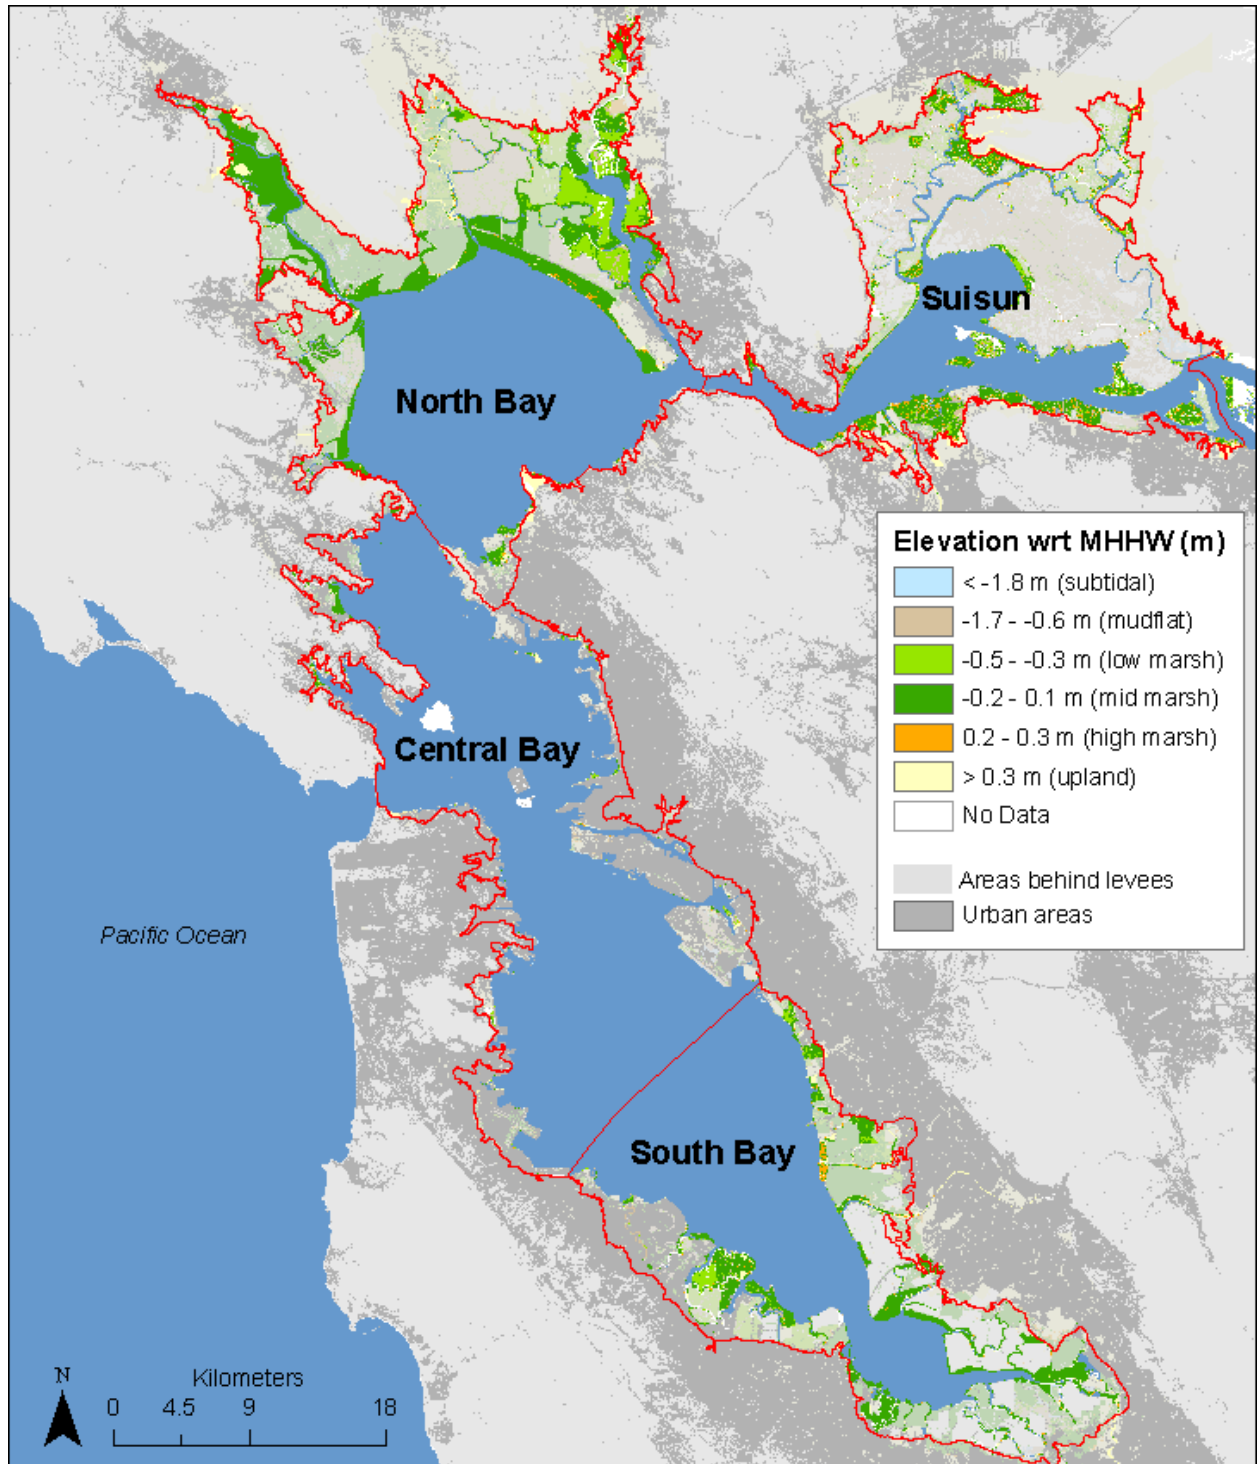 Suisun
North Bay
Elevation wrt MHHW (m)
< -1.8 m (subtidal)
-1.7 - -0.6 m (mudflat)
-0.5 - -0.3 m (low marsh)
-0.2 - 0.1 m (mid marsh)
0.2 - 0.3 m (high marsh)
> 0.3 m (upland)
No Data
Areas behind levees
Urban areas
Central Bay
Pacific Ocean
South Bay
N
Kilometers
0 4.5 9 18